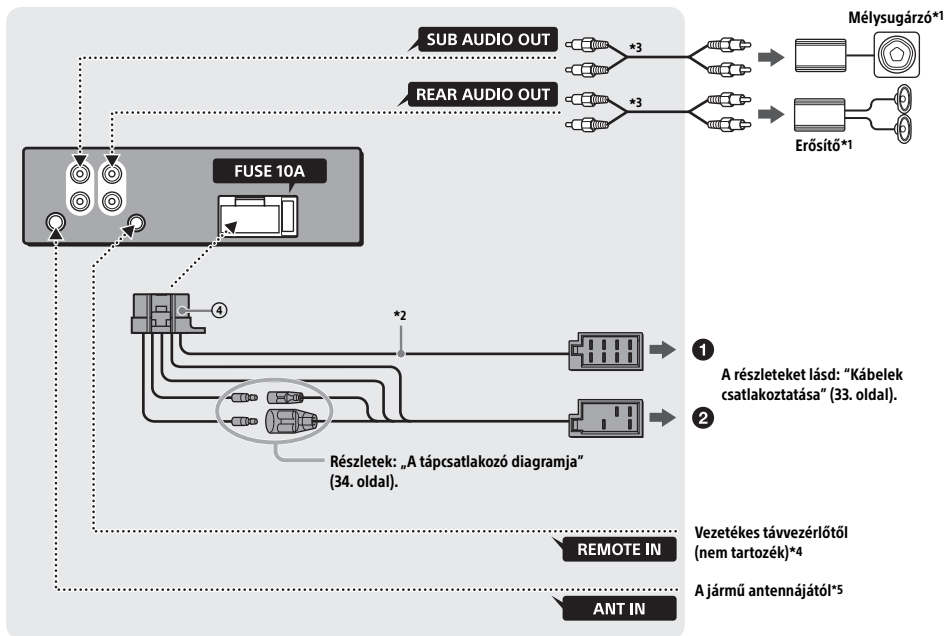 Mélysugárzó*1
SUB AUDIO OUT
*3
REAR AUDIO OUT
*3
Erősítő*1
FUSE 10A
④
*2
❶
A részleteket lásd: “Kábelek
csatlakoztatása” (33. oldal).
❷
Részletek: „A tápcsatlakozó diagramja”
(34. oldal).
Vezetékes távvezérlőtől
REMOTE IN
(nem tartozék)*4
A jármű antennájától*5
ANT IN